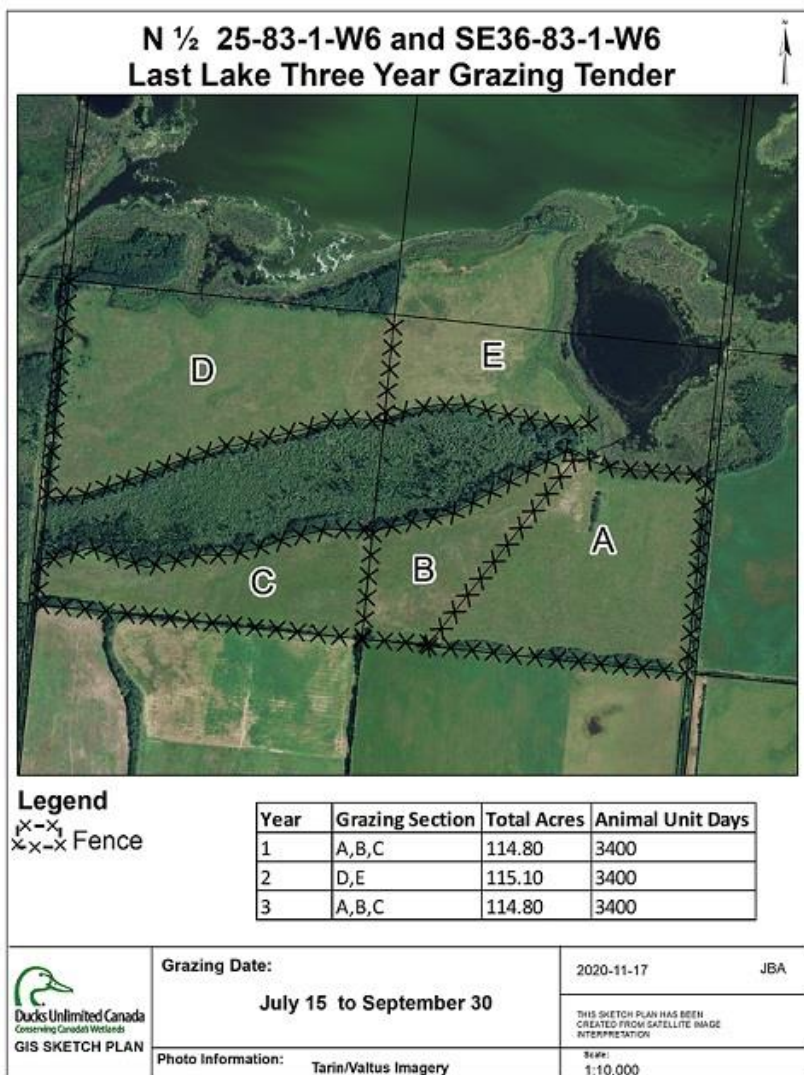 N ½ 25-83-1-W6 and SE36-83-1-W6
Last Lake Three Year Grazing Tender
D
E
A
B
C
Legend
Fence
Year Grazing Section Total Acres Animal Unit Days
1 A,B,C 114.80 3400
2 D,E 115.10 3400
3 A,B,C 114.80 3400
Ducks Unlimited Canada
Conserving Canada's Wetlands
GIS SKETCH PLAN
Grazing Date:
July 15 to September 30
Photo Information: Tarin/Valtus Imagery
2020-11-17 JBA
THIS SKETCH PLAN HAS BEEN
CREATED FROM SATELLITE IMAGE
INTERPRETATION
Scale:
1:10,000